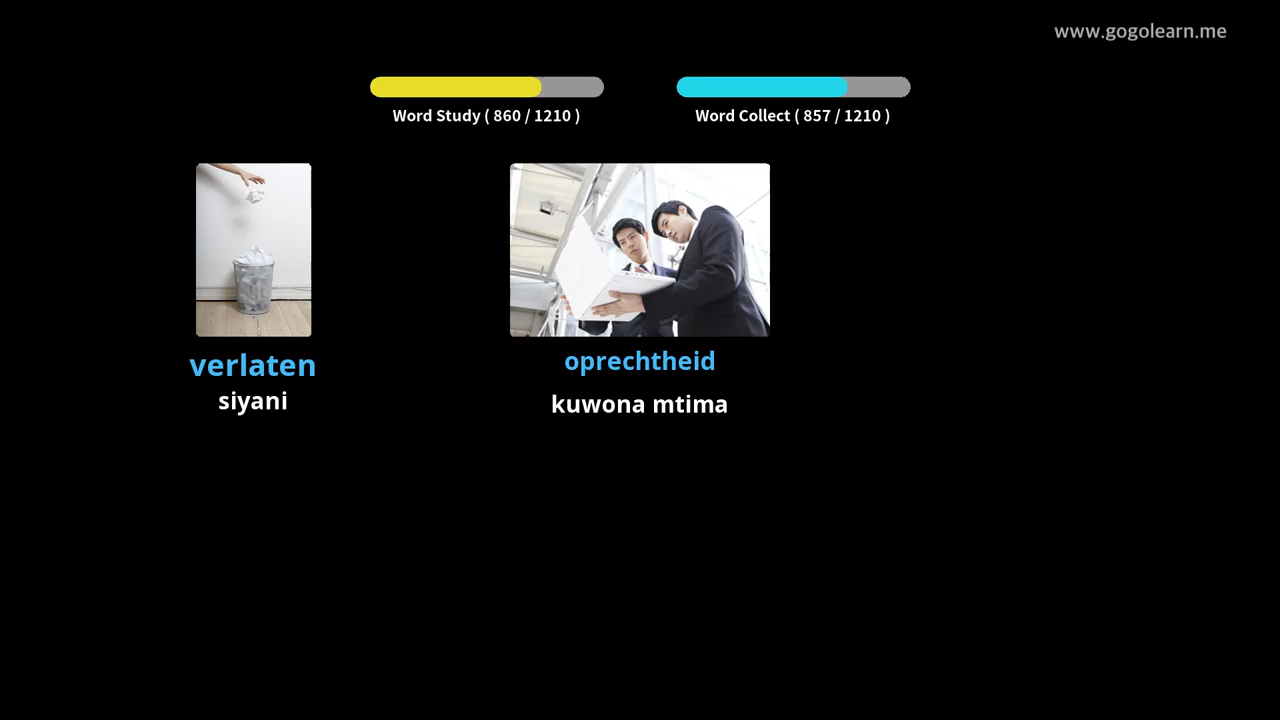 www.gogolearn.me
Word Study ( 860 / 1210 )
Word Collect ( 857 / 1210 )
verlaten
siyani
oprechtheid
kuwona mtima